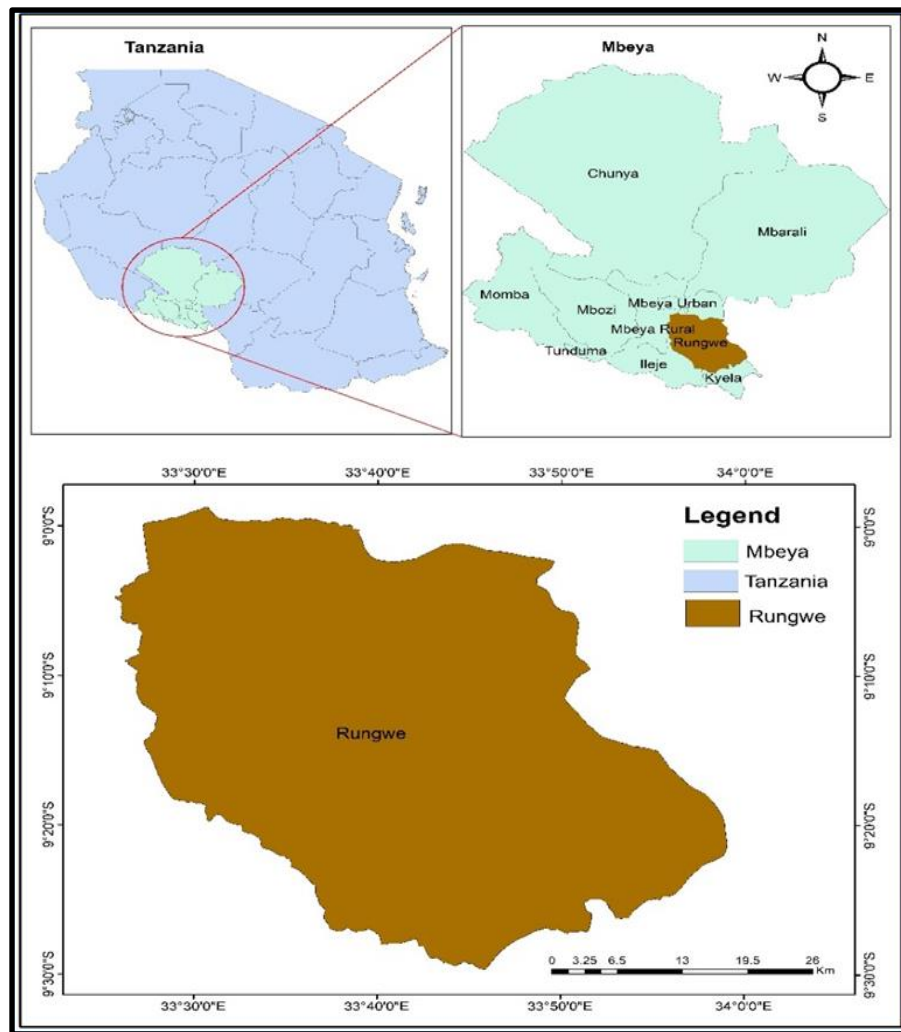 Tanzania
Mbeya
N
W E
S
Chunya
Mbarali
Momba
Mbozi
Mbeya Urban
Mbeya Rural
Rungwe
Tunduma
Ileje
Kyela
33°30'0"E 33°40'0"E 33°50'0"E 34°0'0"E
9°0'0"S 9°0'0"S
Legend
Mbeya
Tanzania
Rungwe
9°10'0"S 9°10'0"S
Rungwe
9°20'0"S 9°20'0"S
0 3.25 6.5 13 19.5 26
Km
9°30'0"S 9°30'0"S
33°30'0"E 33°40'0"E 33°50'0"E 34°0'0"E